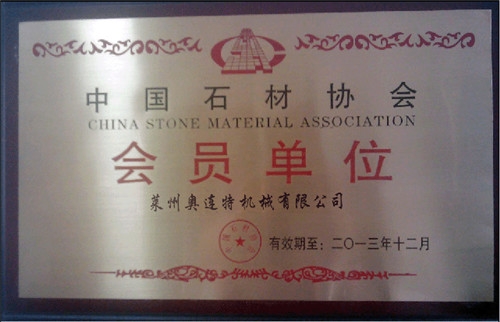 中国石材协会
CHINA STONE MATERIAL ASSOCIATION
会员单位
莱州奥连特机械有限公司
有效期至：二〇一三年十二月